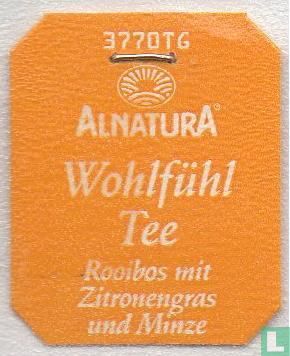 3770TG
ALNATURA®
Wohlfühl
Tee
Rooibos mit
Zitronengras
und Minze
L